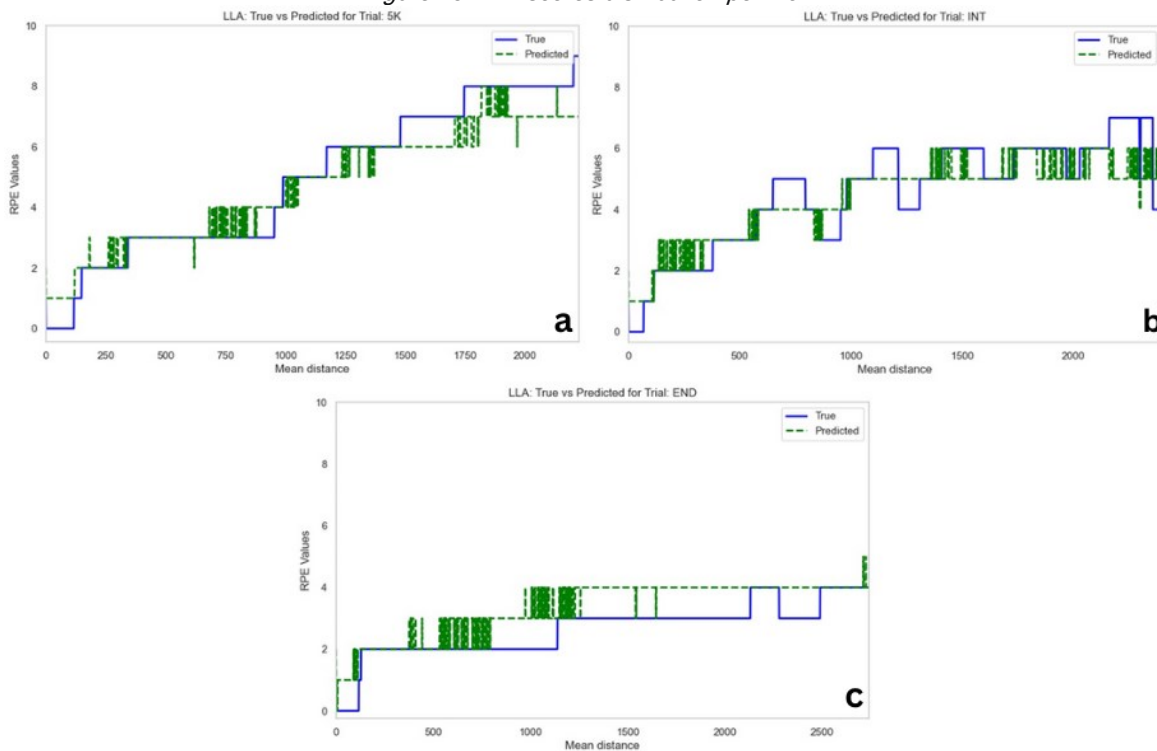 LLA: True vs Predicted for Trial: 5K
True
Predicted
RPE Values
10
8
6
4
2
0
0 250 500 750 1000 1250 1500 1750 2000
Mean distance
a
LLA: True vs Predicted for Trial: INT
True
Predicted
RPE Values
10
8
6
4
2
0
0 500 1000 1500 2000
Mean distance
b
LLA: True vs Predicted for Trial: END
True
Predicted
RPE Values
10
8
6
4
2
0
0 500 1000 1500 2000 2500
Mean distance
c